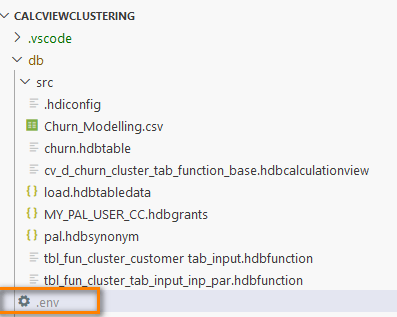 CALCVIEWCLUSTERING
.vscode
db
src
.hdiconfig
Churn_Modelling.csv
churn.hdbtable
cv_d_churn_cluster_tab_function_base.hdbcalculationview
load.hdbtabledata
MY_PAL_USER_CC.hdbgrants
pal.hdbsynonym
tbl_fun_cluster_customer tab_input.hdbfunction
tbl_fun_cluster_tab_input_inp_par.hdbfunction
.env